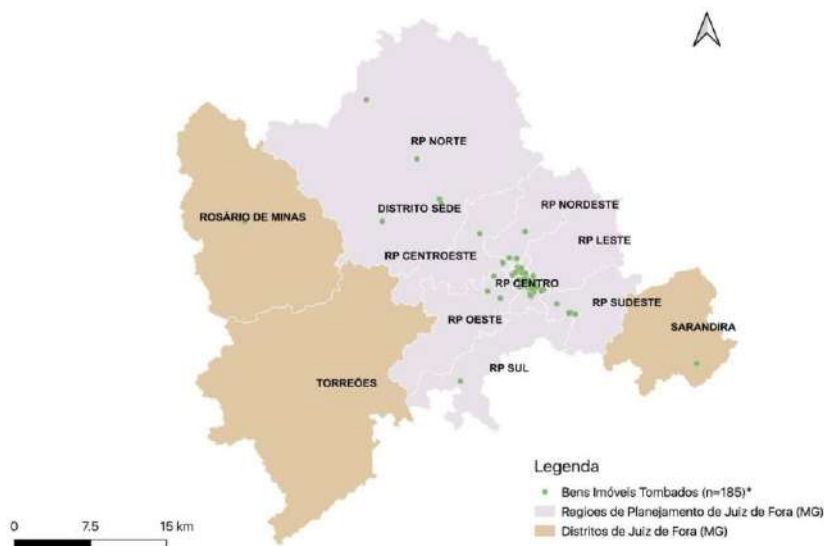 RP NORTE
RP NORDESTE
DISTRITO SEDE
ROSÁRIO DE MINAS
RP LESTE
RP CENTROESTE
RP CENTRO
RP SUDESTE
RP OESTE
SARANDIRA
RP SUL
TORREÕES
Legenda
Bens Imóveis Tombados (n=185)*
Regioes de Planejamento de Juiz de Fora (MG)
Distritos de Juiz de Fora (MG)
0 7.5 15 km